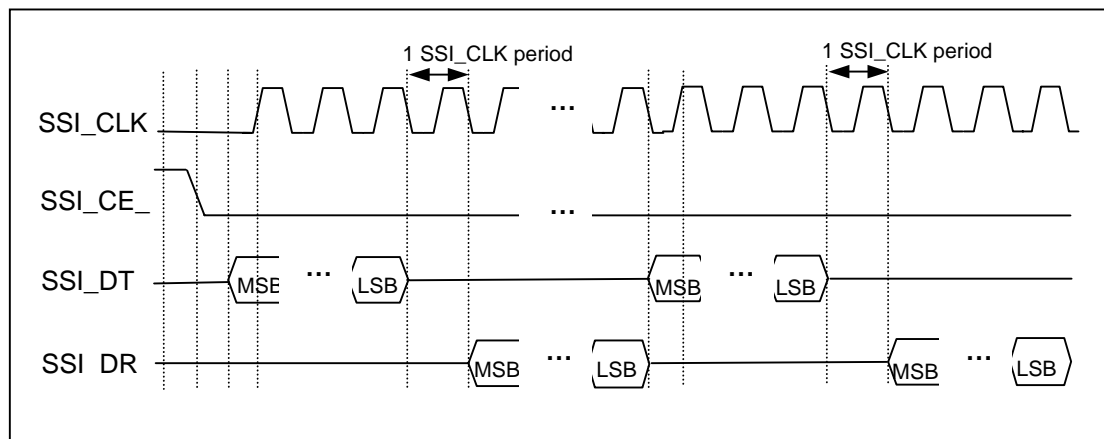 1 SSI_CLK period
1 SSI_CLK period
SSI_CLK
...
SSI_CE_
...
SSI_DT
MSB
...
LSB
MSB
...
LSB
SSI DR
MSB
...
LSB
MSB
...
LSB